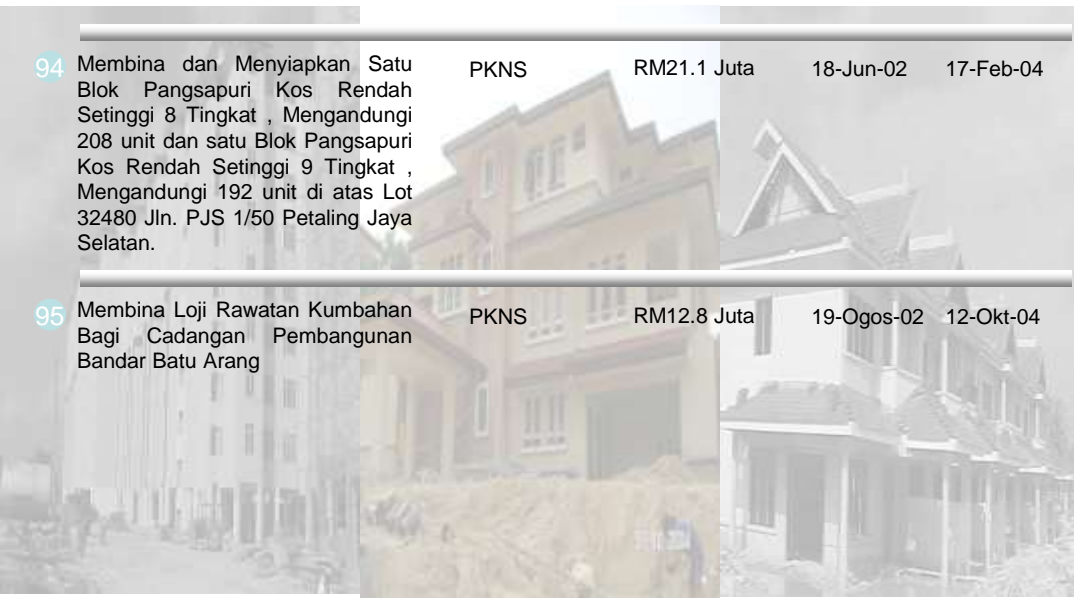 94 Membina dan Menyiapkan Satu PKNS RM21.1 Juta 18-Jun-02 17-Feb-04
Blok Pangsapuri Kos Rendah
Setinggi 8 Tingkat , Mengandungi
208 unit dan satu Blok Pangsapuri
Kos Rendah Setinggi 9 Tingkat ,
Mengandungi 192 unit di atas Lot
32480 Jln. PJS 1/50 Petaling Jaya
Selatan.
95 Membina Loji Rawatan Kumbahan PKNS RM12.8 Juta 19-Ogos-02 12-Okt-04
Bagi Cadangan Pembangunan
Bandar Batu Arang